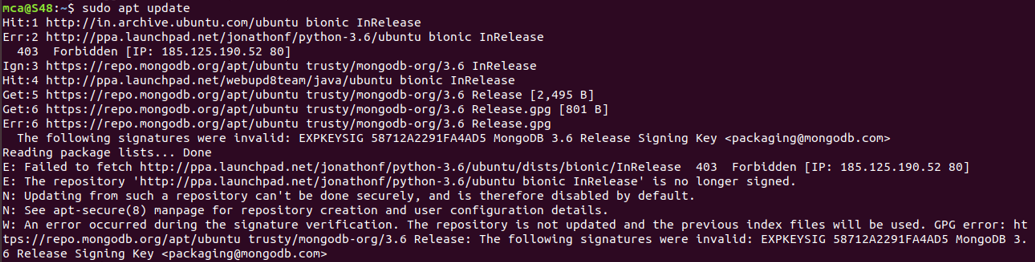 mca@S48:~$ sudo apt update
Hit:1 http://in.archive.ubuntu.com/ubuntu bionic InRelease
Err:2 http://ppa.launchpad.net/jonathonf/python-3.6/ubuntu bionic InRelease
  403  Forbidden [IP: 185.125.190.52 80]
Ign:3 https://repo.mongodb.org/apt/ubuntu trusty/mongodb-org/3.6 InRelease
Hit:4 http://ppa.launchpad.net/webupd8team/java/ubuntu bionic InRelease
Get:5 https://repo.mongodb.org/apt/ubuntu trusty/mongodb-org/3.6 Release [2,495 B]
Get:6 https://repo.mongodb.org/apt/ubuntu trusty/mongodb-org/3.6 Release.gpg [801 B]
Err:6 https://repo.mongodb.org/apt/ubuntu trusty/mongodb-org/3.6 Release.gpg
  The following signatures were invalid: EXPKEYSIG 58712A2291FA4AD5 MongoDB 3.6 Release Signing Key <packaging@mongodb.com>
Reading package lists... Done
E: Failed to fetch http://ppa.launchpad.net/jonathonf/python-3.6/ubuntu/dists/bionic/InRelease  403  Forbidden [IP: 185.125.190.52 80]
E: The repository 'http://ppa.launchpad.net/jonathonf/python-3.6/ubuntu bionic InRelease' is no longer signed.
N: Updating from such a repository can't be done securely, and is therefore disabled by default.
N: See apt-secure(8) manpage for repository creation and user configuration details.
W: An error occurred during the signature verification. The repository is not updated and the previous index files will be used. GPG error: ht
tps://repo.mongodb.org/apt/ubuntu trusty/mongodb-org/3.6 Release: The following signatures were invalid: EXPKEYSIG 58712A2291FA4AD5 MongoDB 3.
6 Release Signing Key <packaging@mongodb.com>